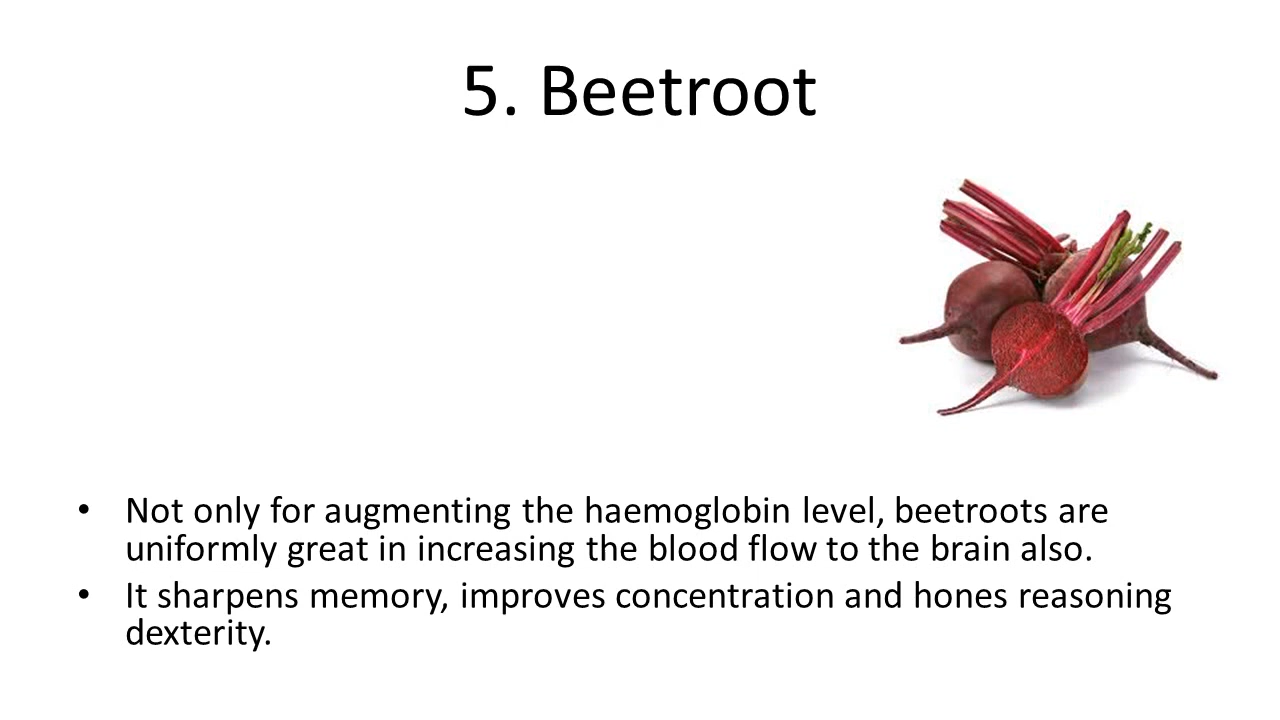 5. Beetroot
• Not only for augmenting the haemoglobin level, beetroots are
uniformly great in increasing the blood flow to the brain also.
• It sharpens memory, improves concentration and hones reasoning
dexterity.